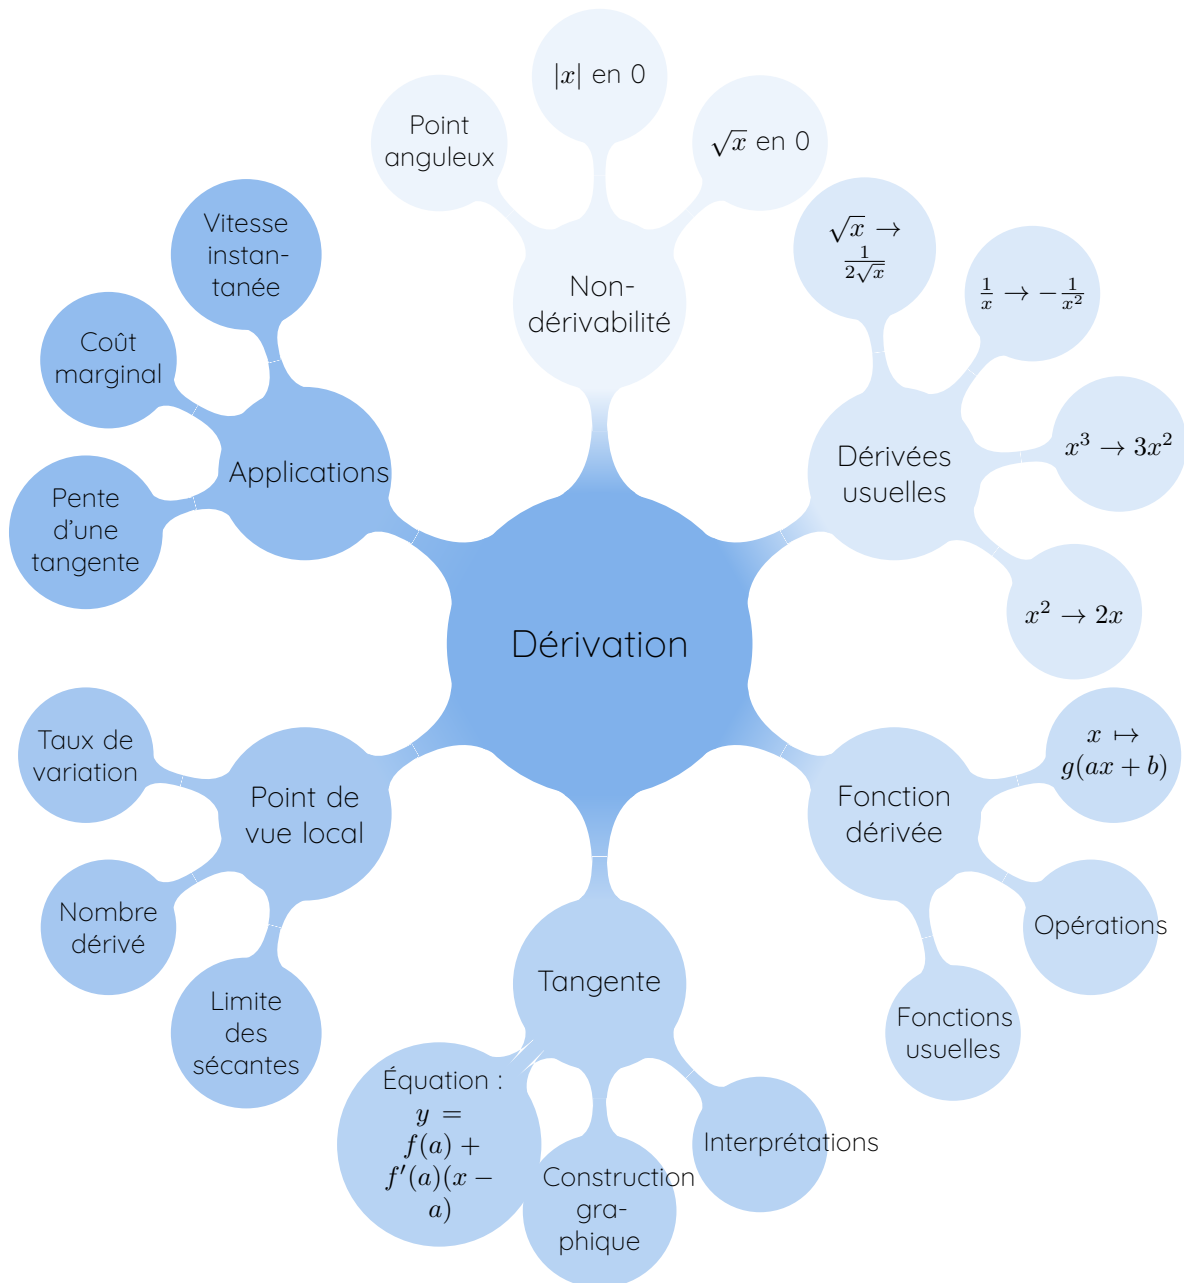 |x| en 0
Point
anguleux
√x en 0
Non-
dérivabilité
Vitesse
instan-
tanée
Coût
marginal
Pente
d'une
tangente
Applications
√x →
1/(2√x)
1/x → −1/x²
x³ → 3x²
x² → 2x
Dérivées
usuelles
Dérivation
Taux de
variation
Nombre
dérivé
Limite
des
sécantes
Point de
vue local
x ↦
g(ax + b)
Fonction
dérivée
Opérations
Fonctions
usuelles
Tangente
Équation :
y =
f(a) +
f′(a)(x −
a)
Construction
gra-
phique
Interprétations